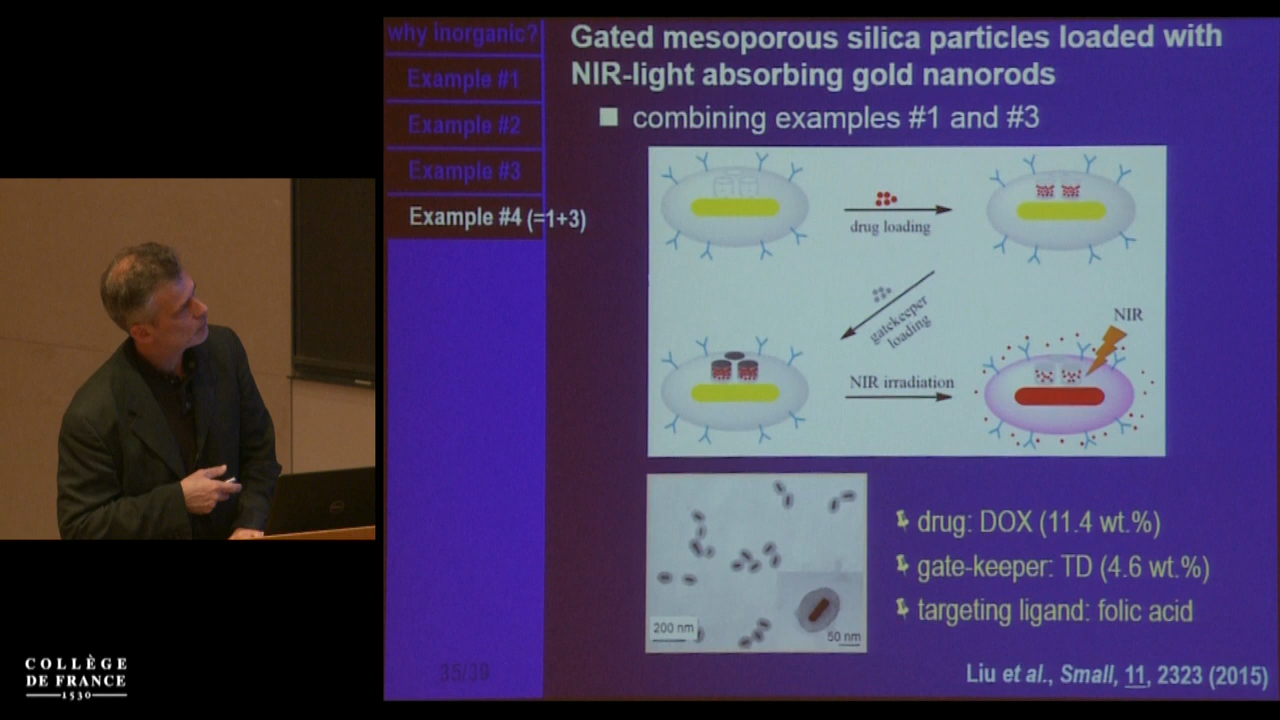 why inorganic?
Example #1
Example #2
Example #3
Example #4 (=1+3)
Gated mesoporous silica particles loaded with
NIR-light absorbing gold nanorods
combining examples #1 and #3
drug loading
gatekeeper
loading
NIR
NIR irradiation
200 nm
50 nm
drug: DOX (11.4 wt.%)
gate-keeper: TD (4.6 wt.%)
targeting ligand: folic acid
35/39
Liu et al., Small, 11, 2323 (2015)
COLLÈGE
DE FRANCE
1530